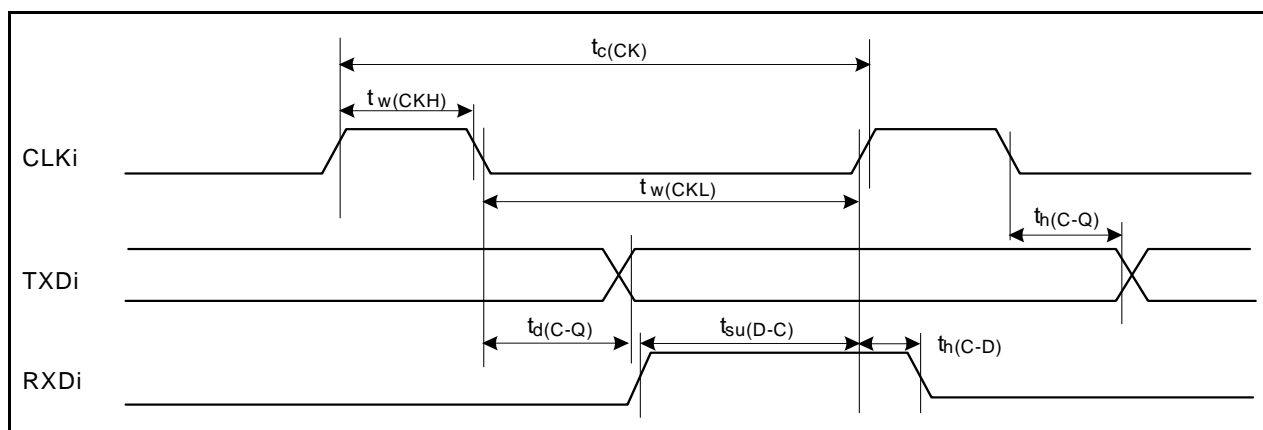 tc(CK)
tw(CKH)
CLKi
tw(CKL)
th(C-Q)
TXDi
td(C-Q)
tsu(D-C)
th(C-D)
RXDi